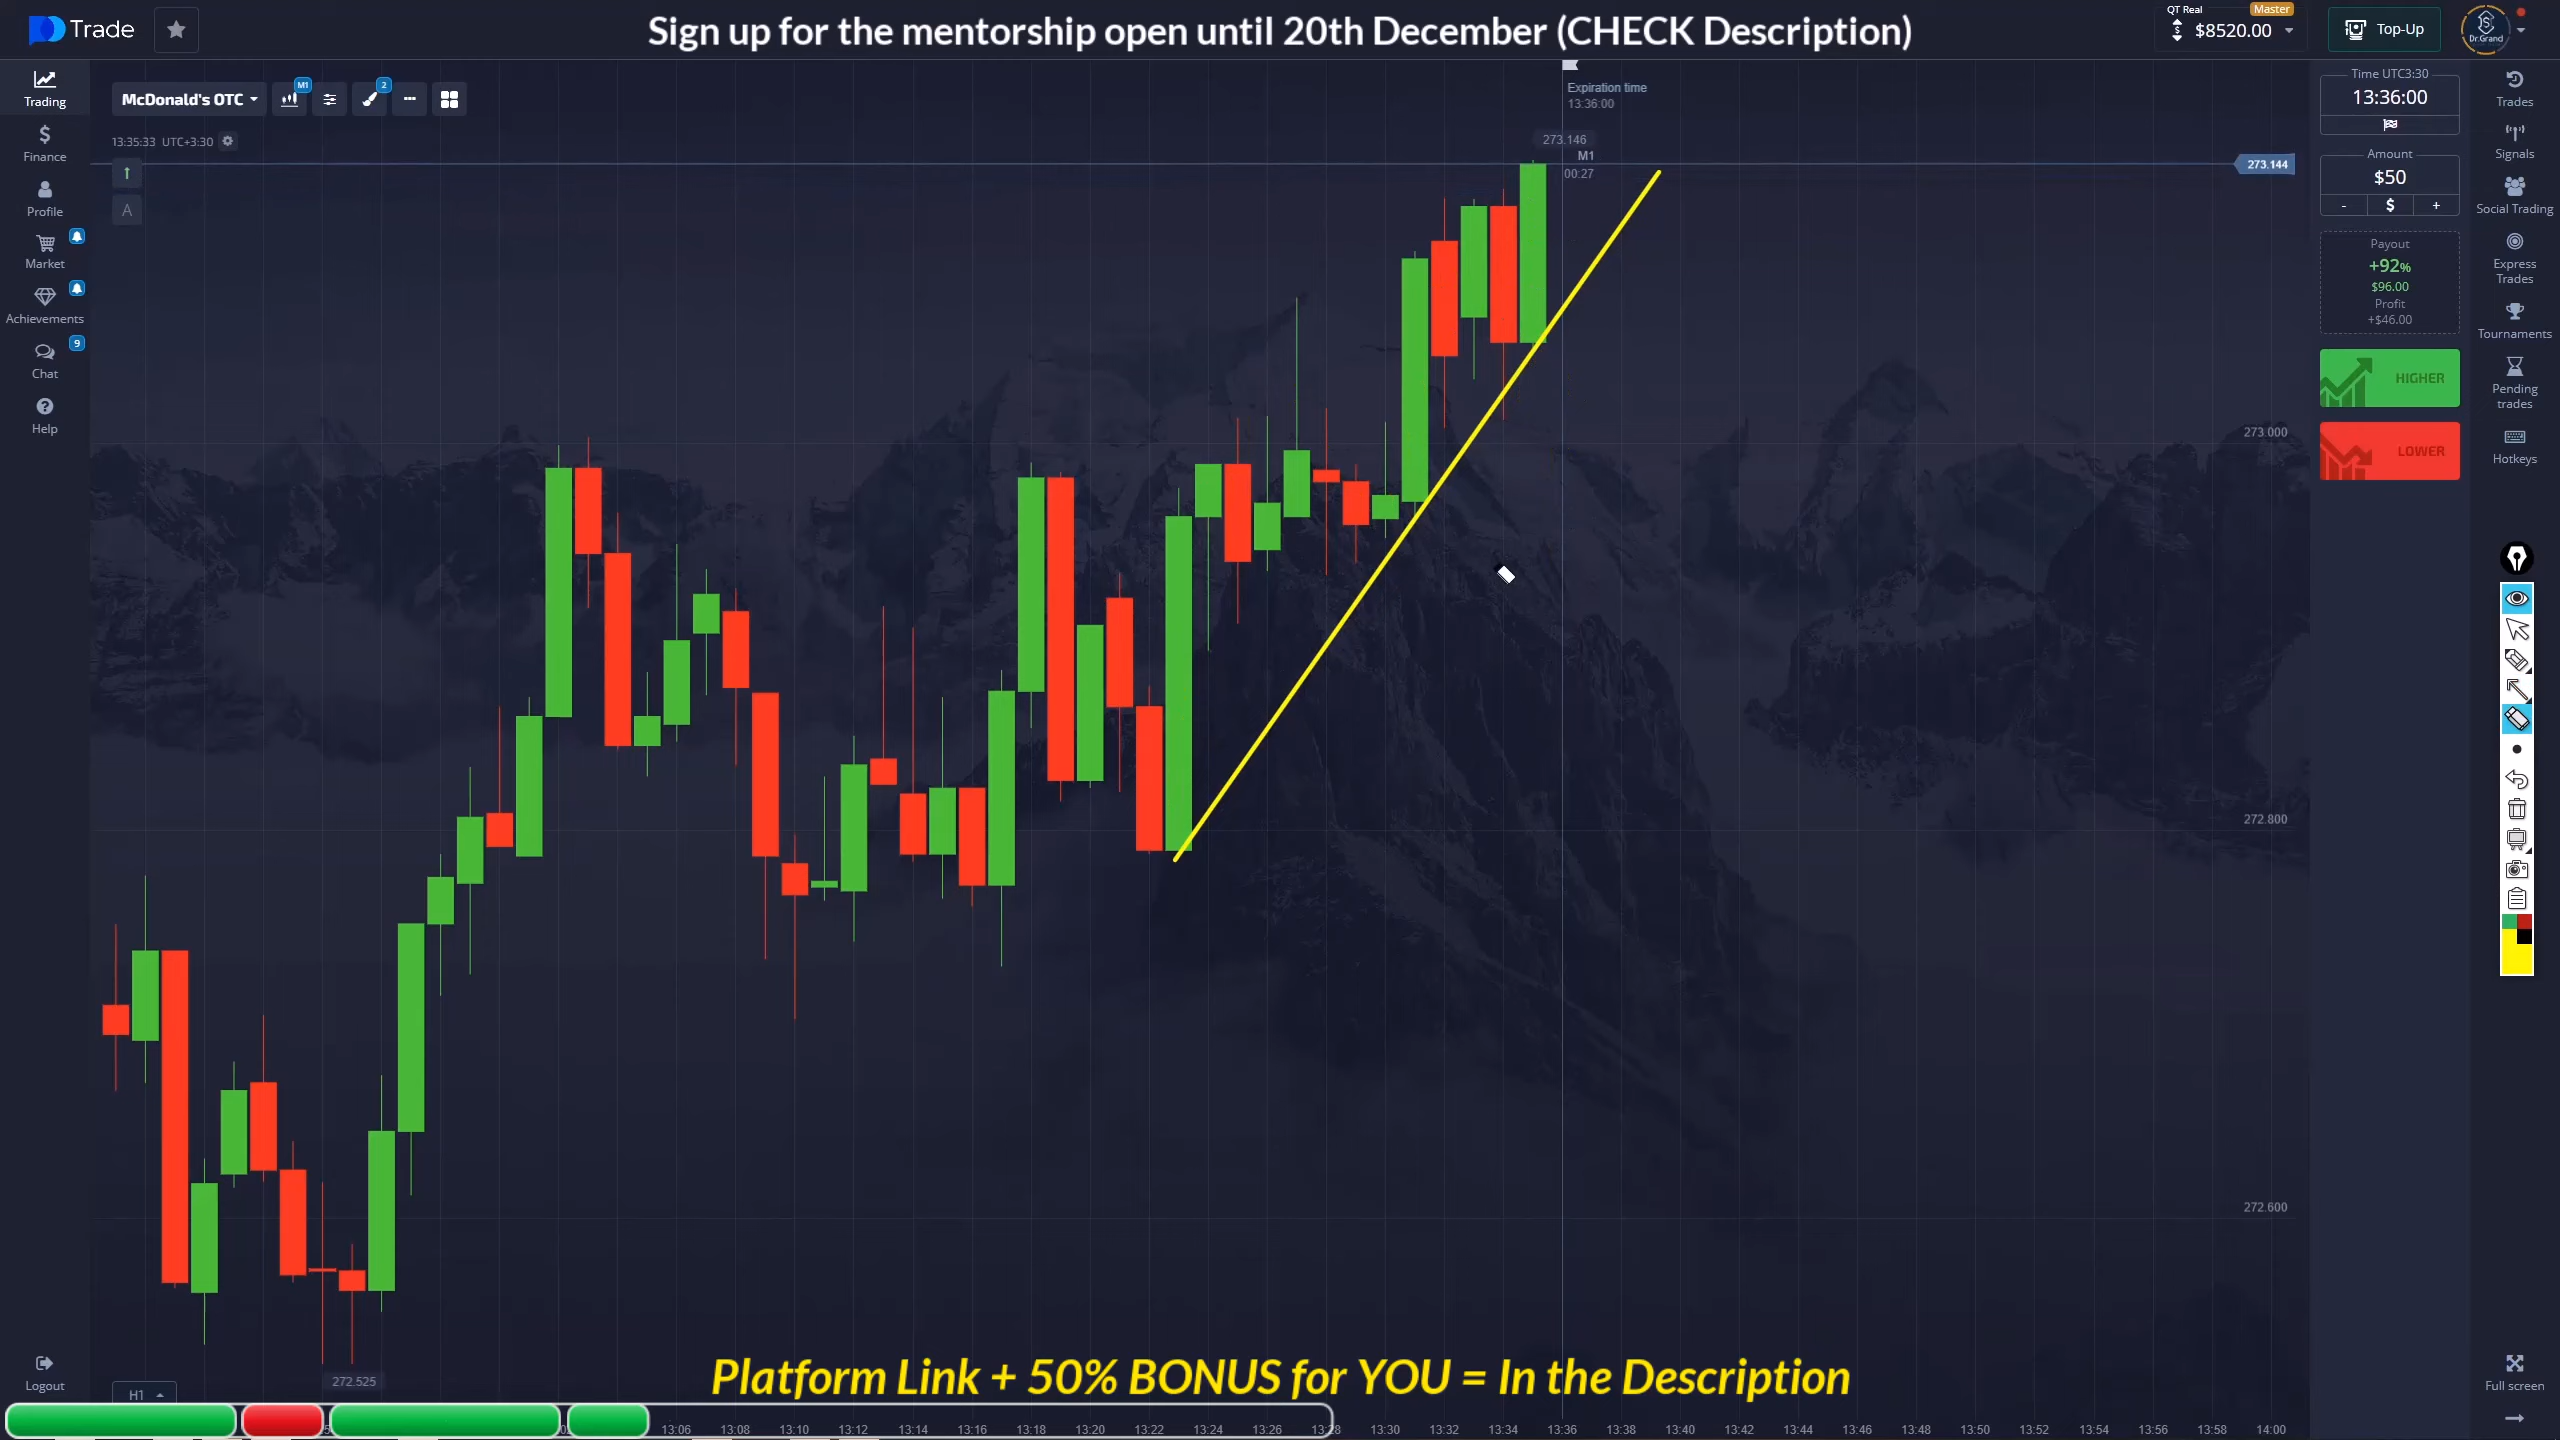 Trade
Sign up for the mentorship open until 20th December (CHECK Description)
QT Real
Master
$8520.00
Top-Up
Dr.Grand
Trading
Finance
Profile
Market
Achievements
9
Chat
Help
Logout
McDonald's OTC
M1
2
13:35:33 UTC+3:30
A
Expiration time
13:36:00
273.146
M1
00:27
273.144
273.000
272.800
272.600
272.525
Time UTC3:30
13:36:00
Amount
$50
- $ +
Payout
+92%
$96.00
Profit
+$46.00
HIGHER
LOWER
Trades
Signals
Social Trading
Express
Trades
Tournaments
Pending
trades
Hotkeys
Full screen
Platform Link + 50% BONUS for YOU = In the Description
H1
13:06 13:08 13:10 13:12 13:14 13:16 13:18 13:20 13:22 13:24 13:26 13:28 13:30 13:32 13:34 13:36 13:38 13:40 13:42 13:44 13:46 13:48 13:50 13:52 13:54 13:56 13:58 14:00